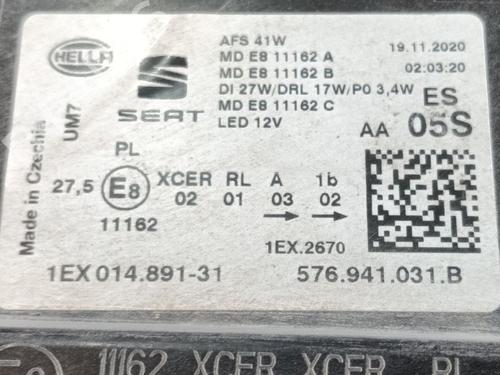 HELLA
SEAT
AFS 41W
MD E8 11162 A
MD E8 11162 B
DI 27W/DRL 17W/P0 3,4W
MD E8 11162 C
LED 12V
19.11.2020
02:03:20
ES
AA 05S
Made in Czechia
UM7
PL
27,5 E8 XCER RL A 1b
02 01 03 02
11162
1EX.2670
1EX 014.891-31 576.941.031.B
11162 XCER XCER RL